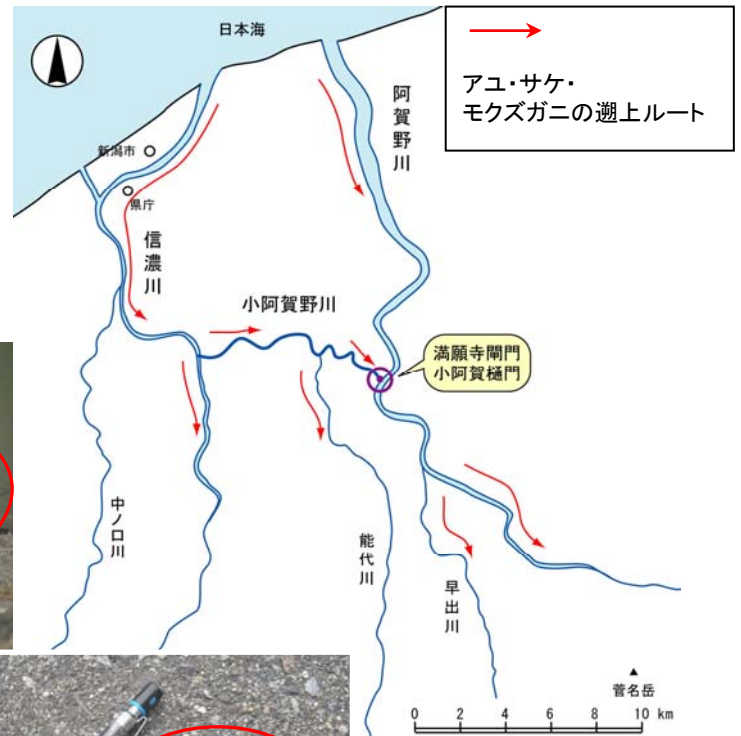 日本海
アユ・サケ・
モクズガニの遡上ルート
阿賀野川
新潟市
県庁
信濃川
小阿賀野川
満願寺閘門
小阿賀樋門
中ノ口川
能代川
早出川
菅名岳
0 2 4 6 8 10 km